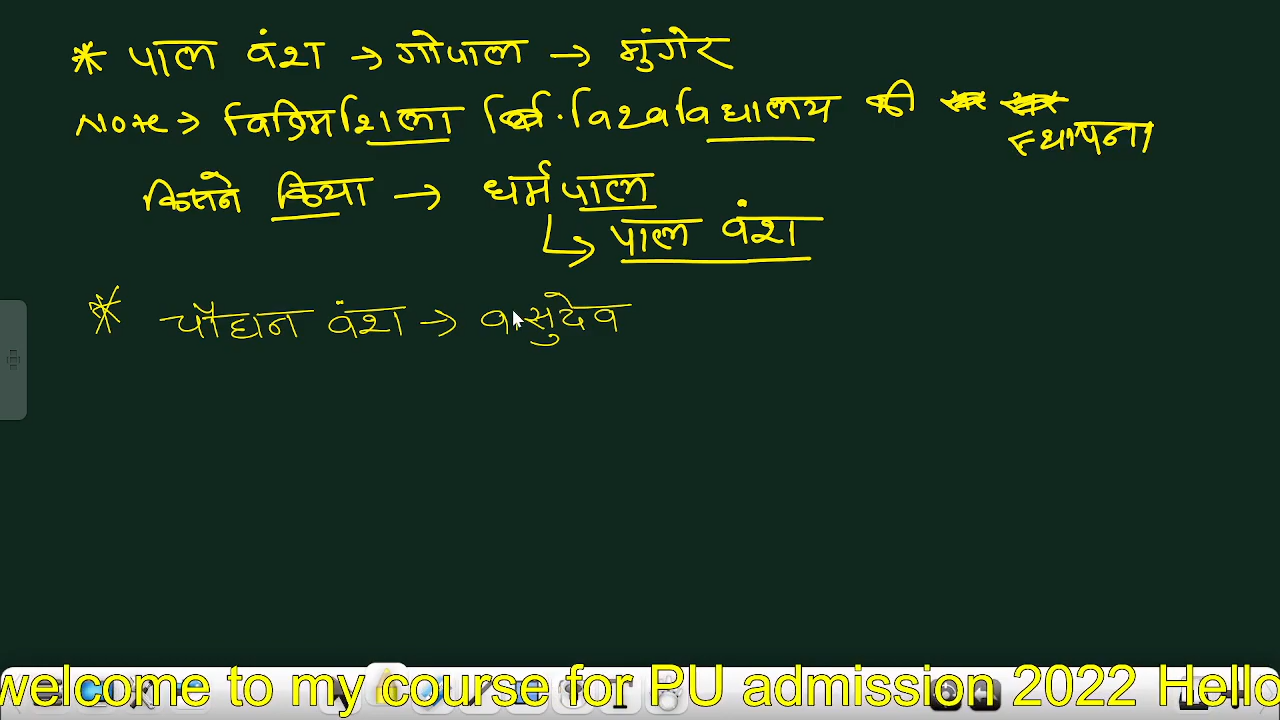 * पाल वंश → गोपाल → मुंगेर
Note → विक्रमशिला विश्वविद्यालय की
स्थापना
किसने किया → धर्मपाल
↳ पाल वंश
* चौहान वंश → वासुदेव
welcome to my course for PU admission 2022 Hello